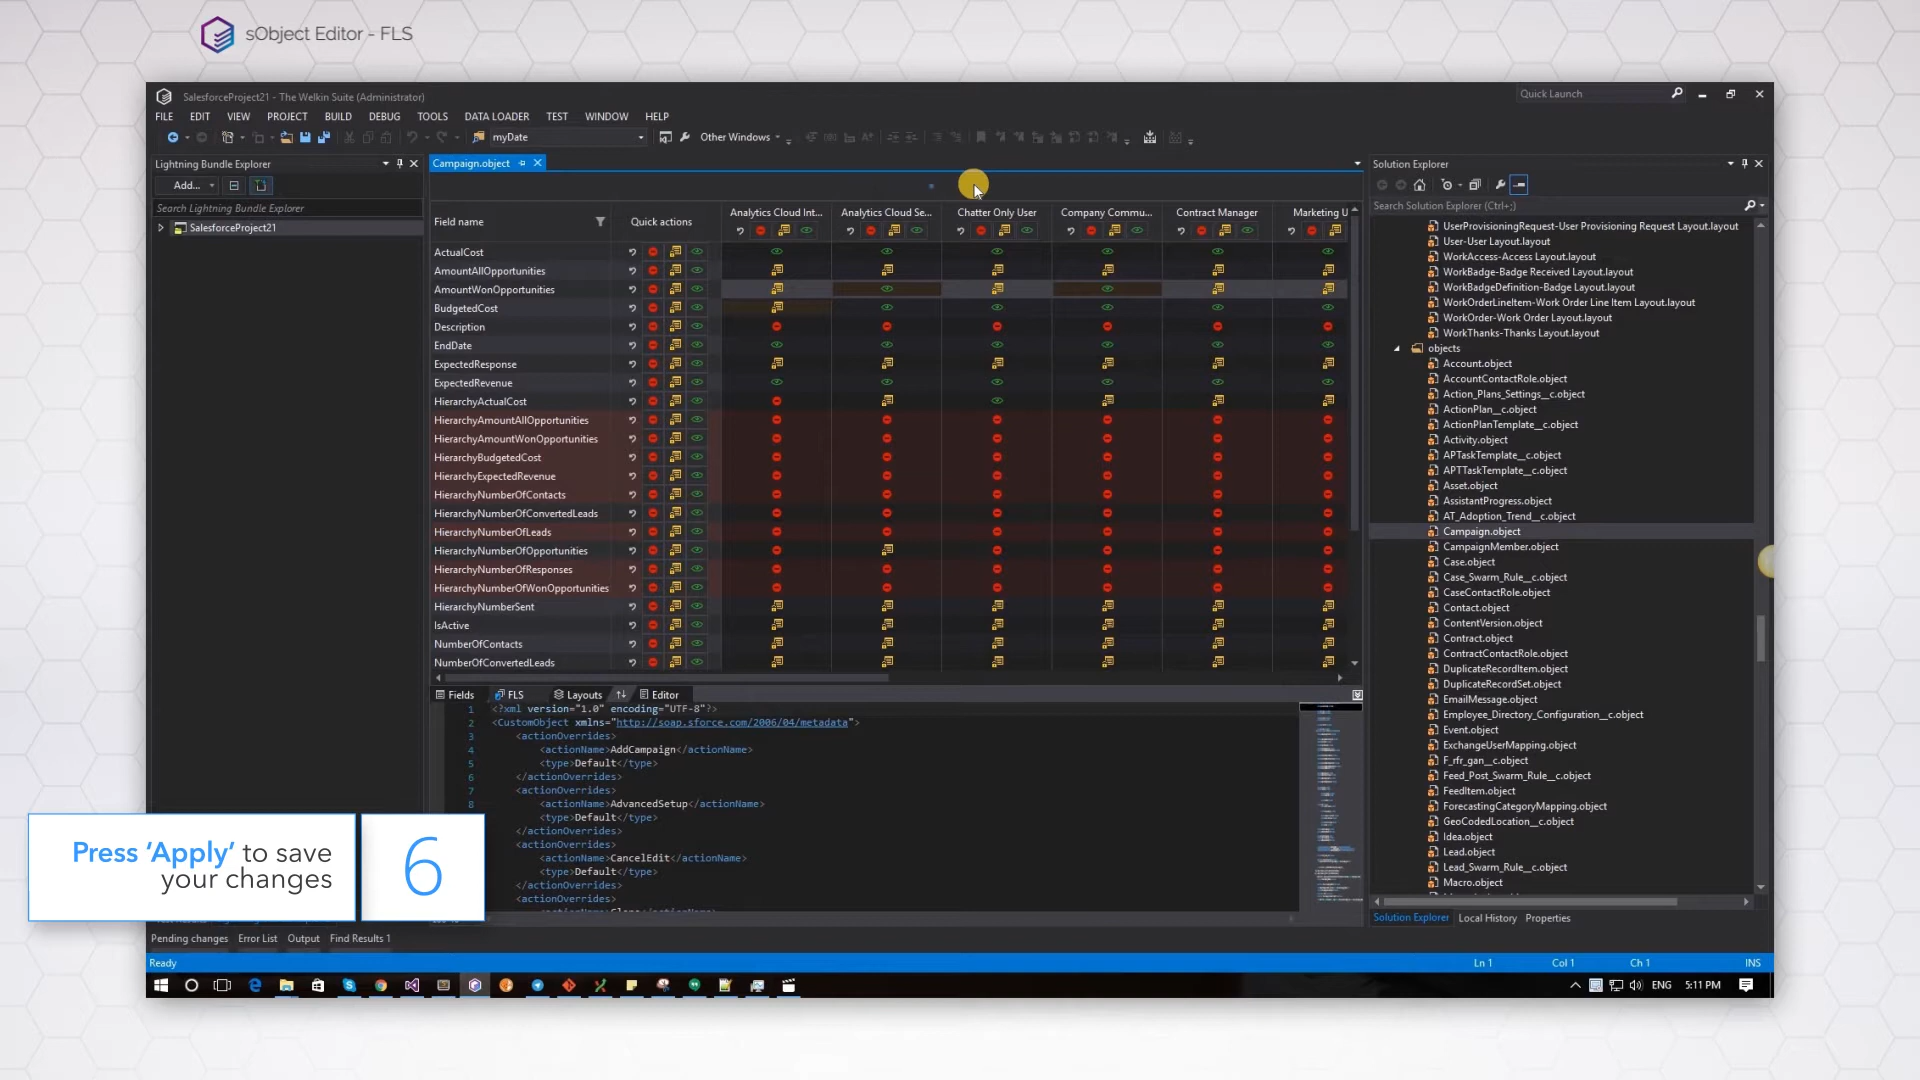 sObject Editor - FLS
SalesforceProject21 - The Welkin Suite (Administrator)
Quick Launch
FILE EDIT VIEW PROJECT BUILD DEBUG TOOLS DATA LOADER TEST WINDOW HELP
myDate
Other Windows
Lightning Bundle Explorer
Add...
Search Lightning Bundle Explorer
SalesforceProject21
Campaign.object
Field name
Quick actions
Analytics Cloud Int...
Analytics Cloud Se...
Chatter Only User
Company Commu...
Contract Manager
Marketing U
ActualCost
AmountAllOpportunities
AmountWonOpportunities
BudgetedCost
Description
EndDate
ExpectedResponse
ExpectedRevenue
HierarchyActualCost
HierarchyAmountAllOpportunities
HierarchyAmountWonOpportunities
HierarchyBudgetedCost
HierarchyExpectedRevenue
HierarchyNumberOfContacts
HierarchyNumberOfConvertedLeads
HierarchyNumberOfLeads
HierarchyNumberOfOpportunities
HierarchyNumberOfResponses
HierarchyNumberOfWonOpportunities
HierarchyNumberSent
IsActive
NumberOfContacts
NumberOfConvertedLeads
Fields FLS Layouts Editor
1 <?xml version="1.0" encoding="UTF-8"?>
2 <CustomObject xmlns="http://soap.sforce.com/2006/04/metadata">
3 <actionOverrides>
4 <actionName>AddCampaign</actionName>
5 <type>Default</type>
6 </actionOverrides>
7 <actionOverrides>
8 <actionName>AdvancedSetup</actionName>
<type>Default</type>
</actionOverrides>
<actionOverrides>
<actionName>CancelEdit</actionName>
<type>Default</type>
</actionOverrides>
<actionOverrides>
Solution Explorer
Search Solution Explorer (Ctrl+;)
UserProvisioningRequest-User Provisioning Request Layout.layout
User-User Layout.layout
WorkAccess-Access Layout.layout
WorkBadge-Badge Received Layout.layout
WorkBadgeDefinition-Badge Layout.layout
WorkOrderLineItem-Work Order Line Item Layout.layout
WorkOrder-Work Order Layout.layout
WorkThanks-Thanks Layout.layout
objects
Account.object
AccountContactRole.object
Action_Plans_Settings__c.object
ActionPlan__c.object
ActionPlanTemplate__c.object
Activity.object
APTaskTemplate__c.object
APTTaskTemplate__c.object
Asset.object
AssistantProgress.object
AT_Adoption_Trend__c.object
Campaign.object
CampaignMember.object
Case.object
Case_Swarm_Rule__c.object
CaseContactRole.object
Contact.object
ContentVersion.object
Contract.object
ContractContactRole.object
DuplicateRecordItem.object
DuplicateRecordSet.object
EmailMessage.object
Employee_Directory_Configuration__c.object
Event.object
ExchangeUserMapping.object
F_rfr_gan__c.object
Feed_Post_Swarm_Rule__c.object
FeedItem.object
ForecastingCategoryMapping.object
GeoCodedLocation__c.object
Idea.object
Lead.object
Lead_Swarm_Rule__c.object
Macro.object
Solution Explorer Local History Properties
Press ‘Apply’ to save
your changes
6
Pending changes Error List Output Find Results 1
Ready
Ln 1 Col 1 Ch 1 INS
ENG 5:11 PM